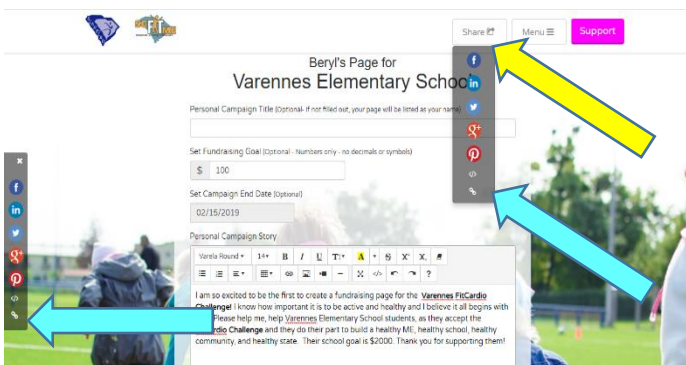 Share Menu Support
Beryl's Page for
Varennes Elementary School
Personal Campaign Title (Optional- If not filled out, your page will be listed as your name)
Set Fundraising Goal (Optional - Numbers only - no decimals or symbols)
$ 100
Set Campaign End Date (Optional)
02/15/2019
Personal Campaign Story
Varela Round 14 B I U T: A S X' X,
?
I am so excited to be the first to create a fundraising page for the Varennes FitCardio
Challenge! I know how important it is to be active and healthy and I believe it all begins with
Please help me, help Varennes Elementary School students, as they accept the
Challenge and they do their part to build a healthy ME, healthy school, healthy
community, and healthy state. Their school goal is $2000. Thank you for supporting them!